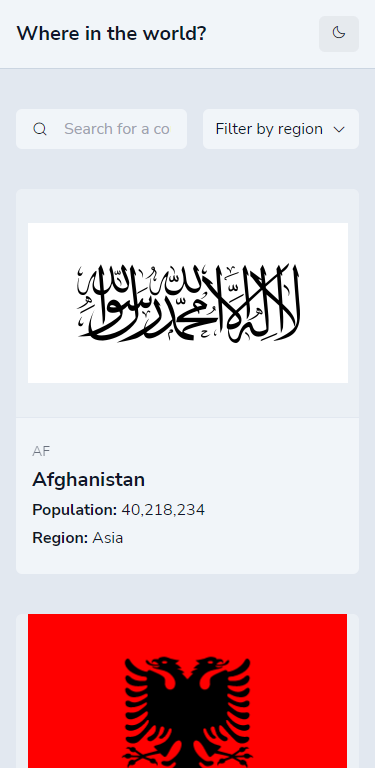 Where in the world?
Search for a co
Filter by region
لا إله إلا الله محمد رسول الله
AF
Afghanistan
Population: 40,218,234
Region: Asia